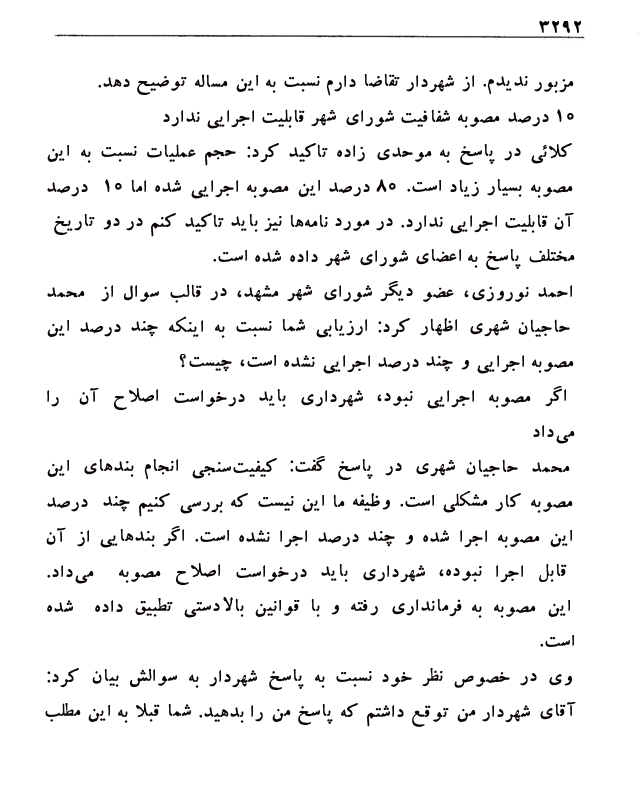 ۳۲۹۲
مزبور ندیدم. از شهردار تقاضا دارم نسبت به این مساله توضیح دهد.
۱۰ درصد مصوبه شفافیت شورای شهر قابلیت اجرایی ندارد
کلائی در پاسخ به موحدی زاده تاکید کرد: حجم عملیات نسبت به این
مصوبه بسیار زیاد است. ۸۰ درصد این مصوبه اجرایی شده اما ۱۰ درصد
آن قابلیت اجرایی ندارد. در مورد نامه‌ها نیز باید تاکید کنم در دو تاریخ
مختلف پاسخ به اعضای شورای شهر داده شده است.
احمد نوروزی، عضو دیگر شورای شهر مشهد، در قالب سوال از محمد
حاجیان شهری اظهار کرد: ارزیابی شما نسبت به اینکه چند درصد این
مصوبه اجرایی و چند درصد اجرایی نشده است، چیست؟
اگر مصوبه اجرایی نبود، شهرداری باید درخواست اصلاح آن را
می‌داد
محمد حاجیان شهری در پاسخ گفت: کیفیت‌سنجی انجام بندهای این
مصوبه کار مشکلی است. وظیفه ما این نیست که بررسی کنیم چند درصد
این مصوبه اجرا شده و چند درصد اجرا نشده است. اگر بندهایی از آن
قابل اجرا نبوده، شهرداری باید درخواست اصلاح مصوبه می‌داد.
این مصوبه به فرمانداری رفته و با قوانین بالادستی تطبیق داده شده
است.
وی در خصوص نظر خود نسبت به پاسخ شهردار به سوالش بیان کرد:
آقای شهردار من توقع داشتم که پاسخ من را بدهید. شما قبلا به این مطلب